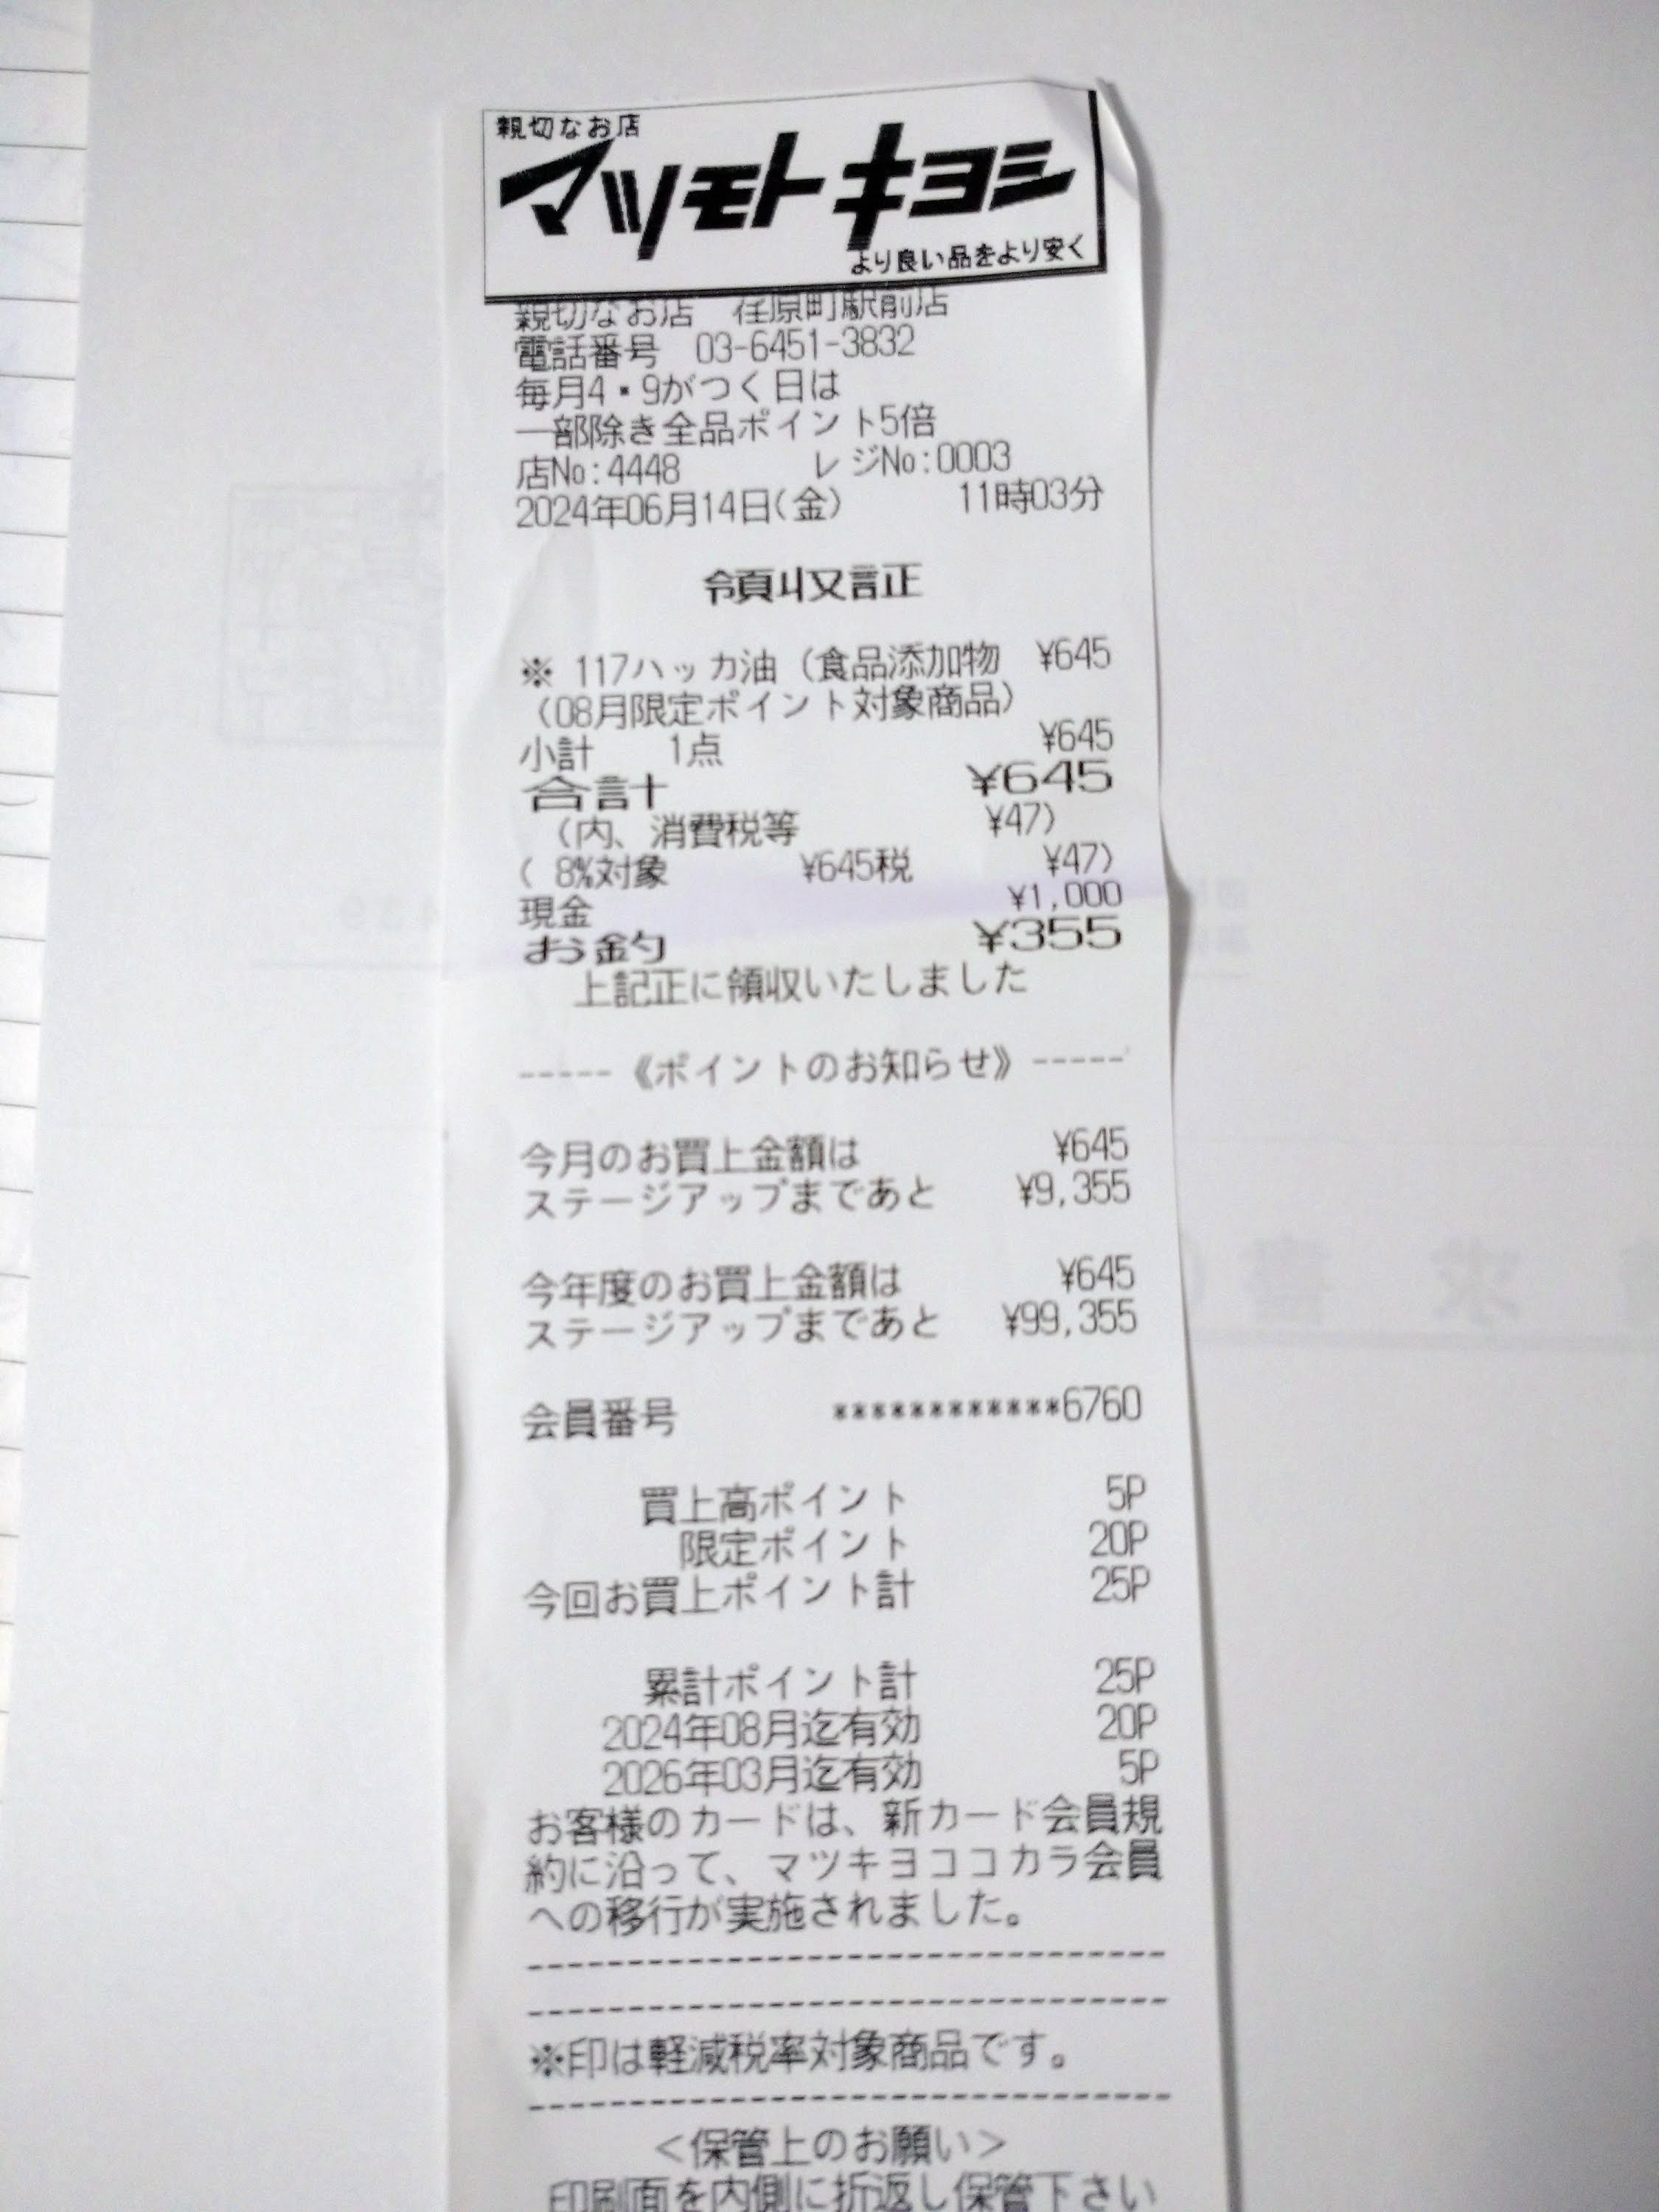 親切なお店
マツモトキヨシ
より良い品をより安く
親切なお店　荏原町駅前店
電話番号　03-6451-3832
毎月4・9がつく日は
一部除き全品ポイント5倍
店No:4448　レジNo:0003
2024年06月14日(金)　11時03分
領収証
※ 117ハッカ油（食品添加物　¥645
（08月限定ポイント対象商品）
小計　1点　¥645
合計　¥645
（内、消費税等　¥47）
（ 8%対象　¥645税　¥47）
現金　¥1,000
お釣　¥355
上記正に領収いたしました
-----《ポイントのお知らせ》-----
今月のお買上金額は　¥645
ステージアップまであと　¥9,355
今年度のお買上金額は　¥645
ステージアップまであと　¥99,355
会員番号　************6760
買上高ポイント　5P
限定ポイント　20P
今回お買上ポイント計　25P
累計ポイント計　25P
2024年08月迄有効　20P
2026年03月迄有効　5P
お客様のカードは、新カード会員規
約に沿って、マツキヨココカラ会員
への移行が実施されました。
※印は軽減税率対象商品です。
＜保管上のお願い＞
印刷面を内側に折返し保管下さい